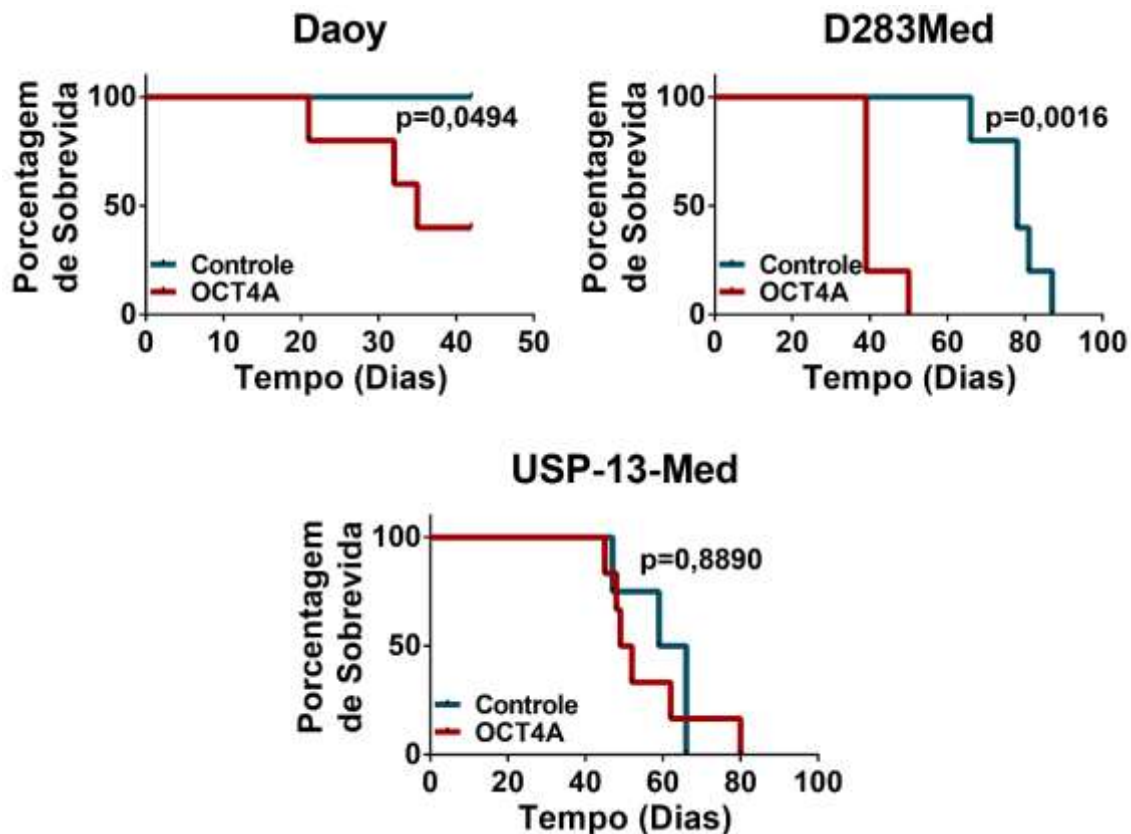 Daoy
Porcentagem
de Sobrevida
100
50
0
p=0,0494
Controle
OCT4A
0 10 20 30 40 50
Tempo (Dias)
D283Med
Porcentagem
de Sobrevida
100
50
0
p=0,0016
Controle
OCT4A
0 20 40 60 80 100
Tempo (Dias)
USP-13-Med
Porcentagem
de Sobrevida
100
50
0
p=0,8890
Controle
OCT4A
0 20 40 60 80 100
Tempo (Dias)